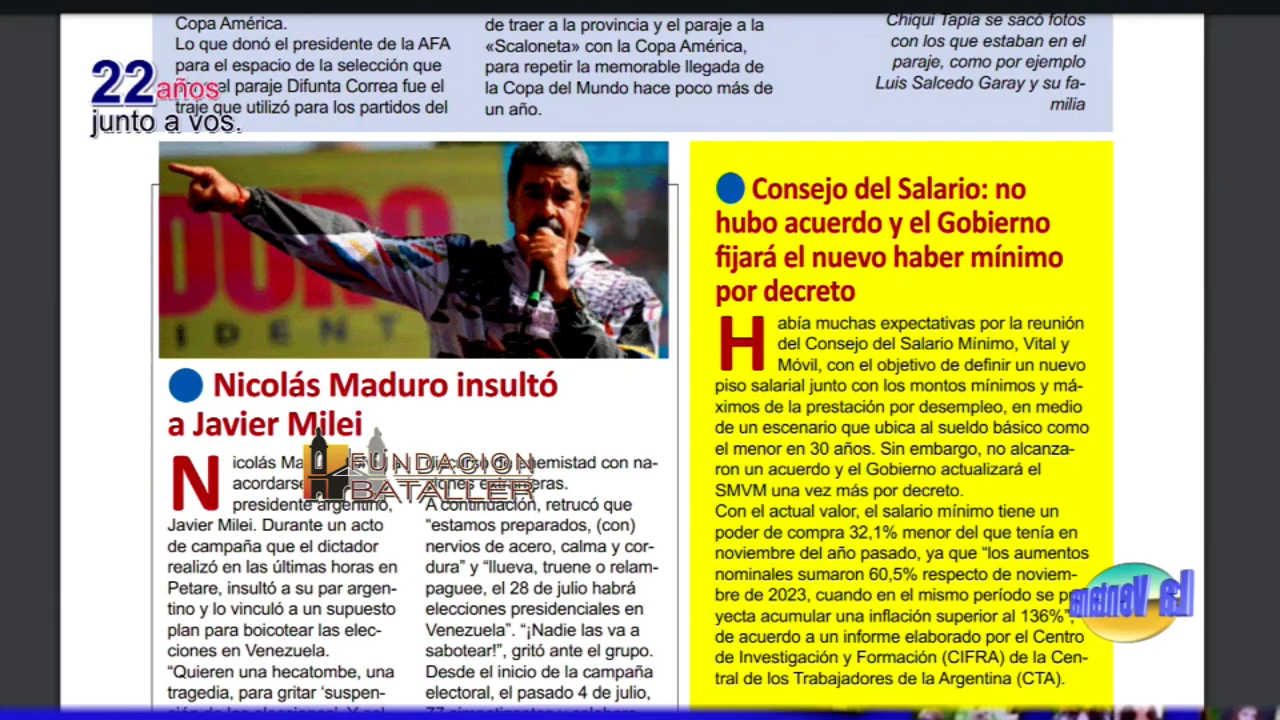 Copa América.
Lo que donó el presidente de la AFA
para el espacio de la selección que
el paraje Difunta Correa fue el
traje que utilizó para los partidos del
de traer a la provincia y el paraje a la
«Scaloneta» con la Copa América,
para repetir la memorable llegada de
la Copa del Mundo hace poco más de
un año.
Chiqui Tapia se sacó fotos
con los que estaban en el
paraje, como por ejemplo
Luis Salcedo Garay y su fa-
milia
22 años
junto a vos.
DURO
IDENT
Nicolás Maduro insultó
a Javier Milei
Nicolás
acordarse
presidente argentino,
Javier Milei. Durante un acto
de campaña que el dictador
realizó en las últimas horas en
Petare, insultó a su par argen-
tino y lo vinculó a un supuesto
plan para boicotear las elec-
ciones en Venezuela.
“Quieren una hecatombe, una
tragedia, para gritar ‘suspen-
FUNDACION
BATALLER
con na-
extranjeras.
A continuación, retrucó que
“estamos preparados, (con)
nervios de acero, calma y cor-
dura” y “llueva, truene o relam-
paguee, el 28 de julio habrá
elecciones presidenciales en
Venezuela”. “¡Nadie las va a
sabotear!”, gritó ante el grupo.
Desde el inicio de la campaña
electoral, el pasado 4 de julio,
Consejo del Salario: no
hubo acuerdo y el Gobierno
fijará el nuevo haber mínimo
por decreto
Había muchas expectativas por la reunión
del Consejo del Salario Mínimo, Vital y
Móvil, con el objetivo de definir un nuevo
piso salarial junto con los montos mínimos y má-
ximos de la prestación por desempleo, en medio
de un escenario que ubica al sueldo básico como
el menor en 30 años. Sin embargo, no alcanza-
ron un acuerdo y el Gobierno actualizará el
SMVM una vez más por decreto.
Con el actual valor, el salario mínimo tiene un
poder de compra 32,1% menor del que tenía en
noviembre del año pasado, ya que “los aumentos
nominales sumaron 60,5% respecto de noviem-
bre de 2023, cuando en el mismo período se
yecta acumular una inflación superior al 136%”,
de acuerdo a un informe elaborado por el Centro
de Investigación y Formación (CIFRA) de la Cen-
tral de los Trabajadores de la Argentina (CTA).
La Ventana